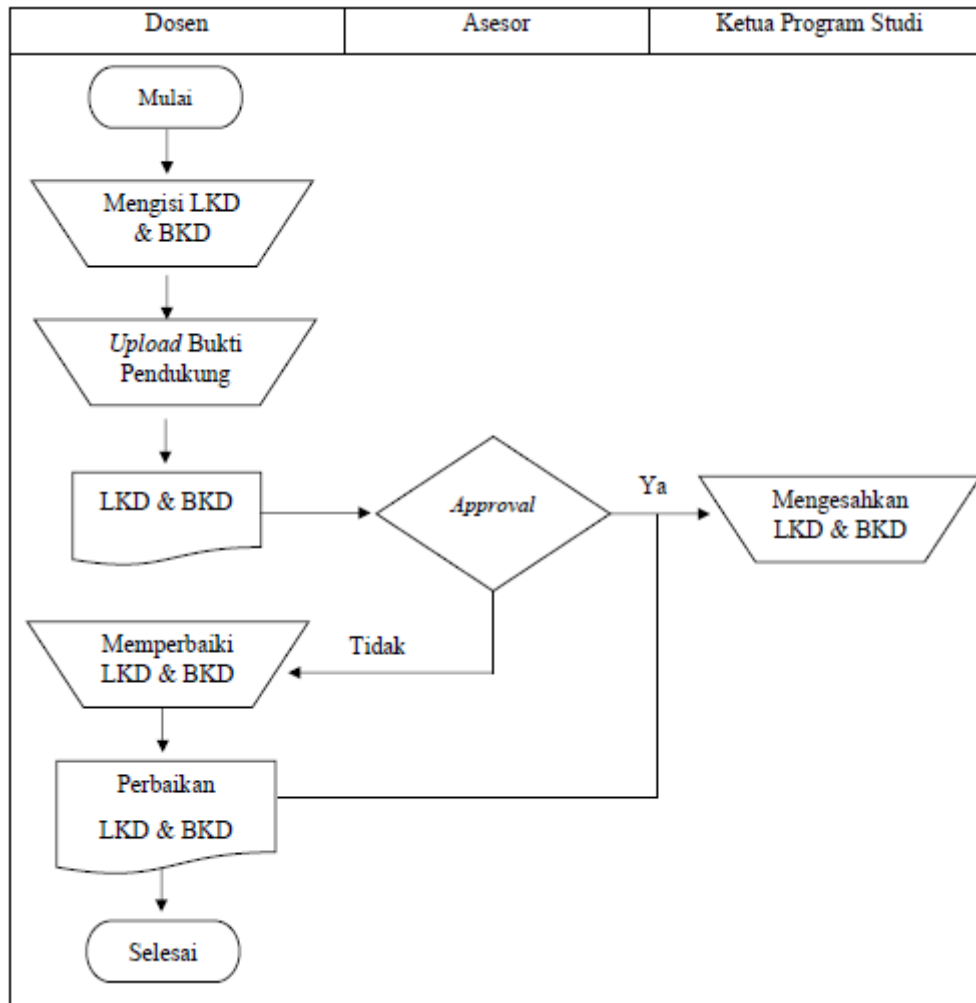 Dosen
Asesor
Ketua Program Studi
Mulai
Mengisi LKD
& BKD
Upload Bukti
Pendukung
LKD & BKD
Approval
Ya
Mengesahkan
LKD & BKD
Tidak
Memperbaiki
LKD & BKD
Perbaikan
LKD & BKD
Selesai